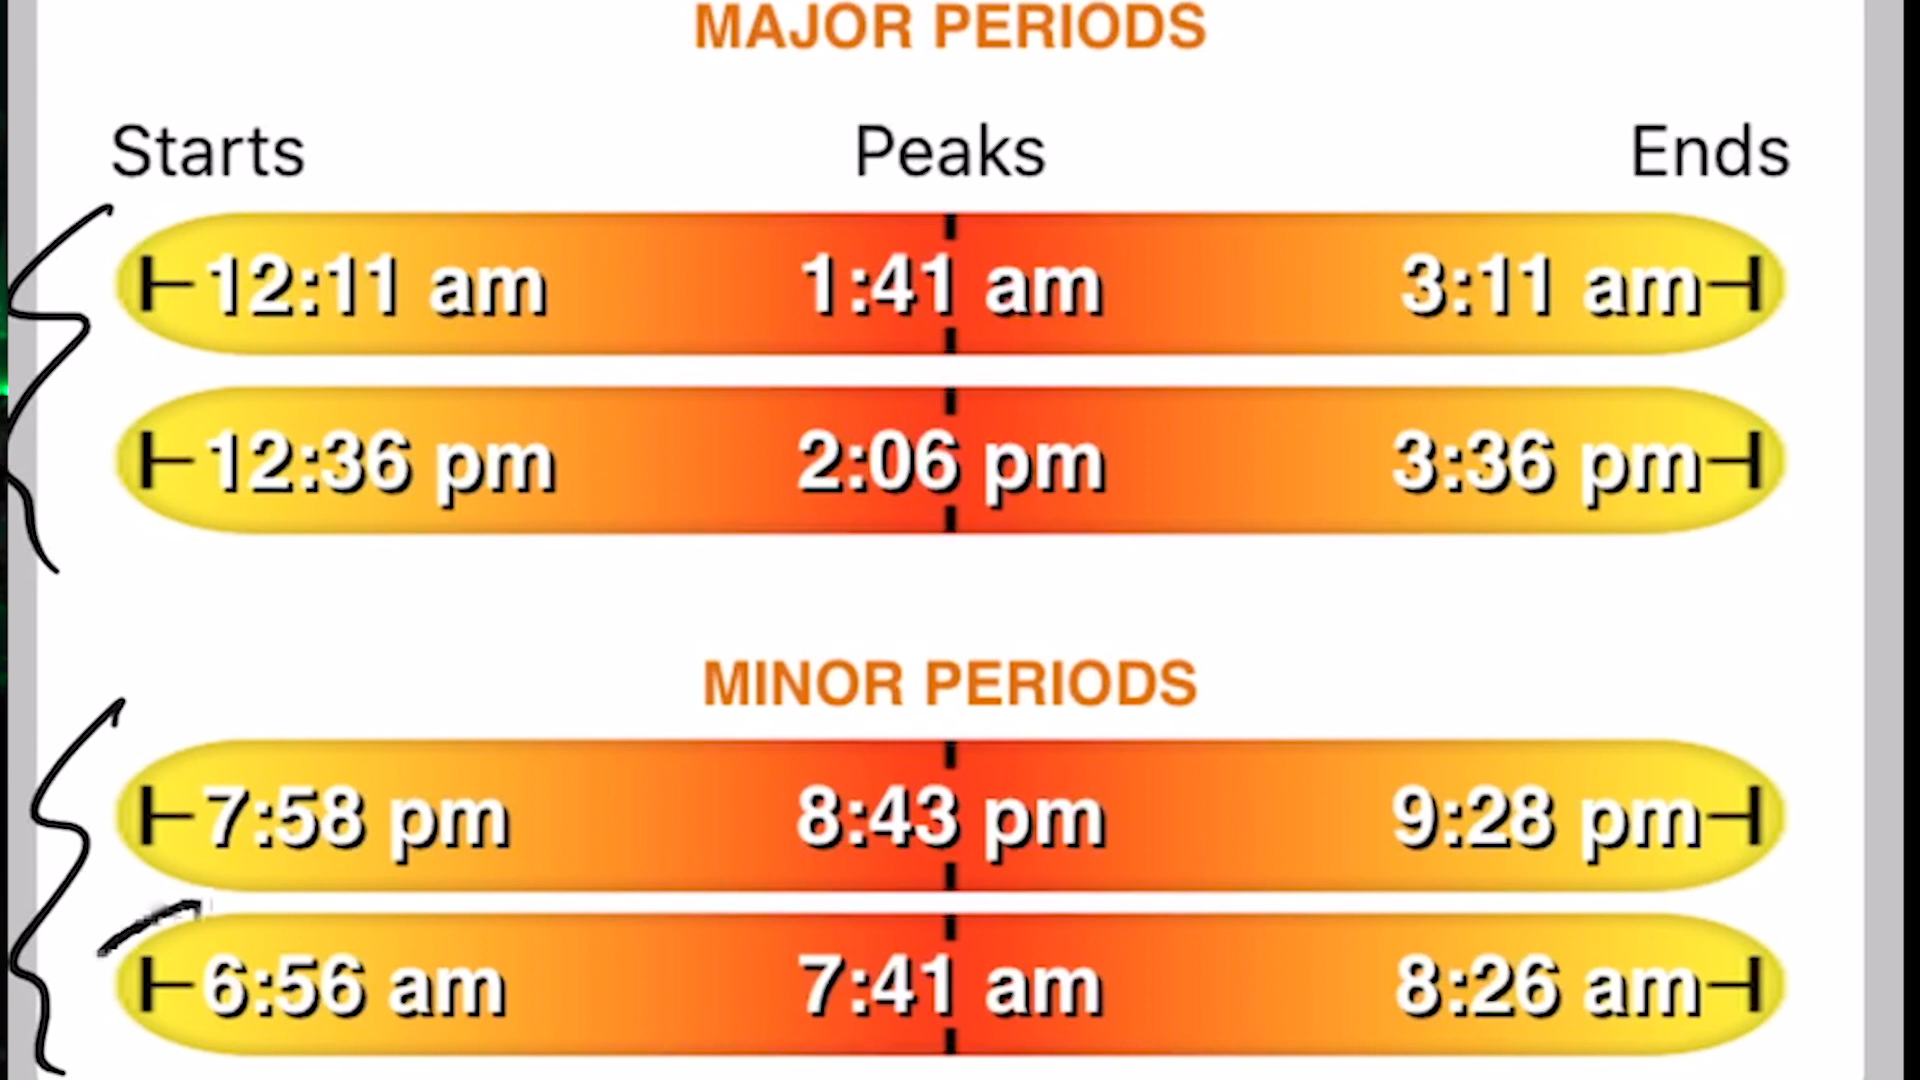 MAJOR PERIODS
Starts Peaks Ends
12:11 am 1:41 am 3:11 am
12:36 pm 2:06 pm 3:36 pm
MINOR PERIODS
7:58 pm 8:43 pm 9:28 pm
6:56 am 7:41 am 8:26 am